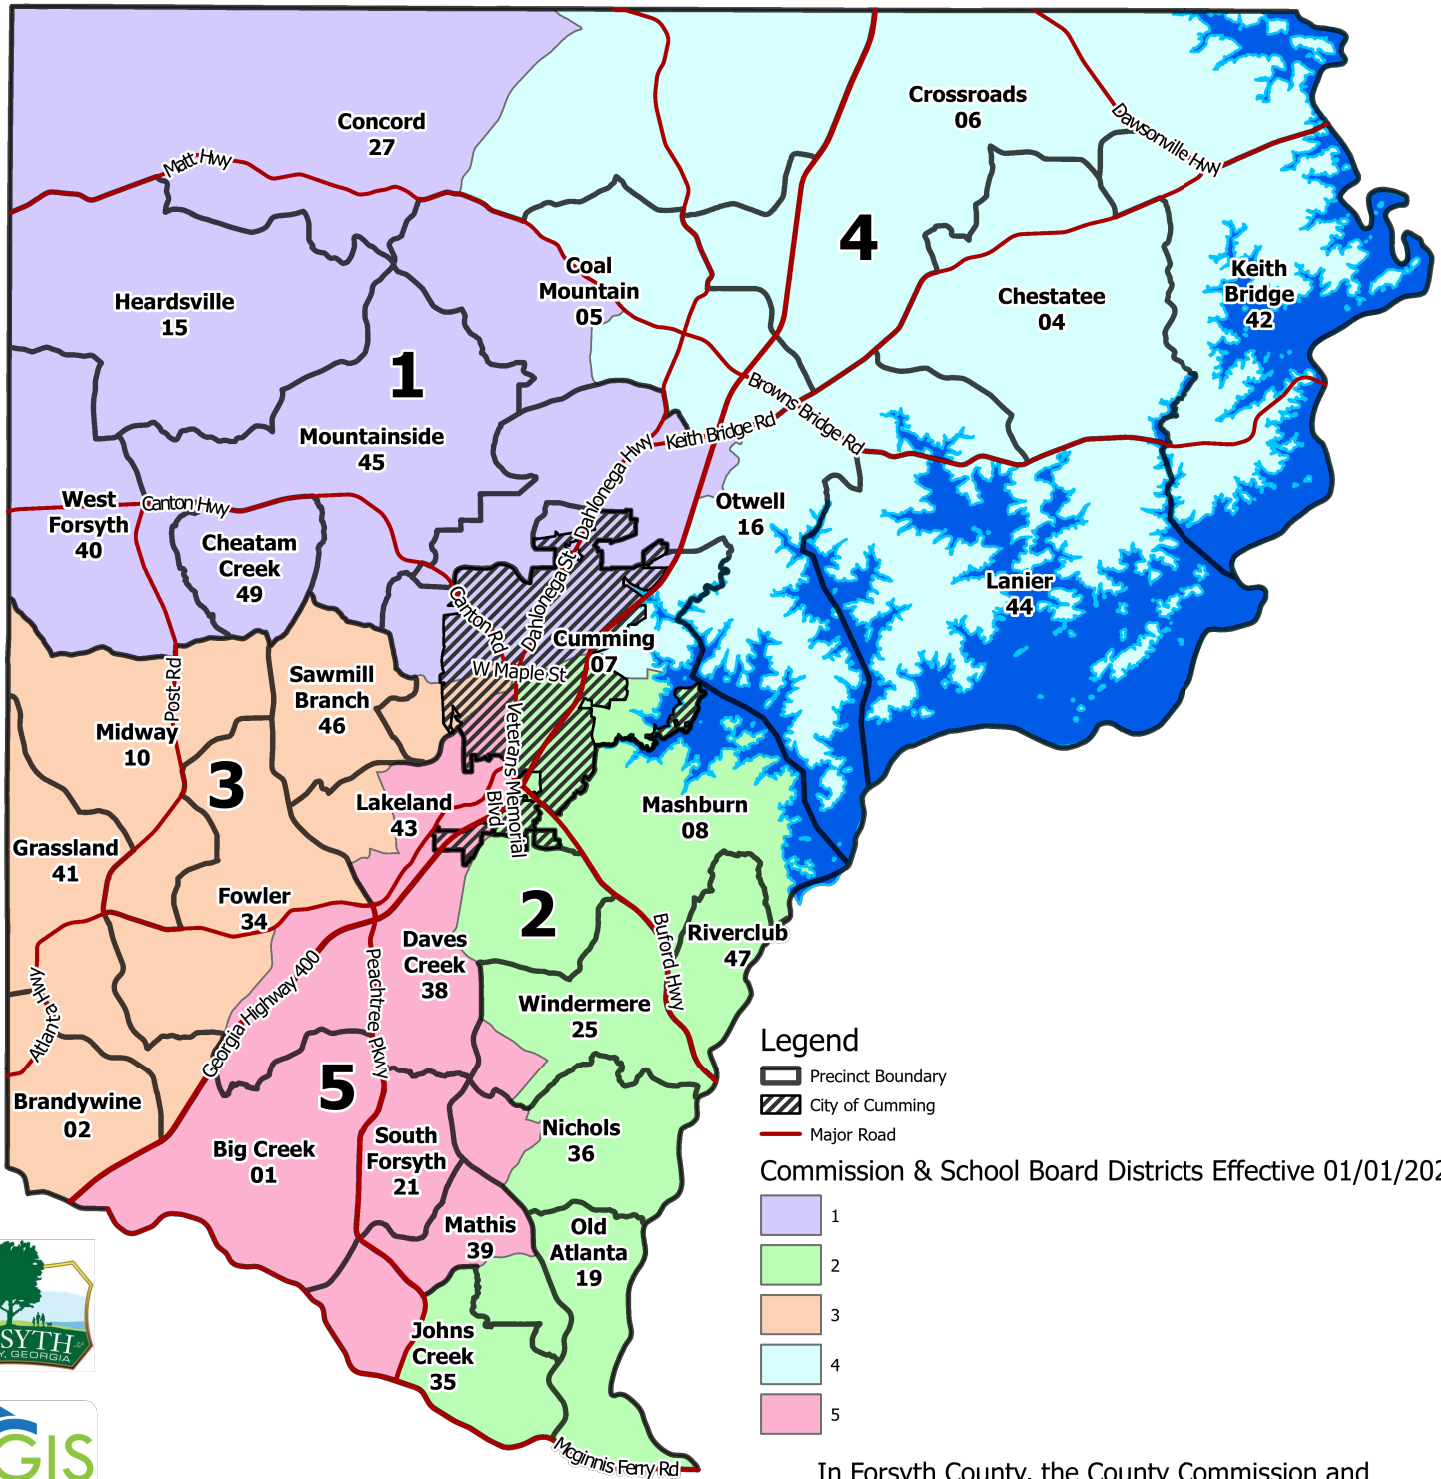 Crossroads
06
Concord
27
Dawsonville Hwy
Matt Hwy
4
Coal
Mountain
05
Keith
Bridge
42
Chestatee
04
Heardsville
15
1
Mountainside
45
Browns Bridge Rd
Keith Bridge Rd
Dahlonega Hwy
West
Forsyth
40
Canton Hwy
Otwell
16
Cheatam
Creek
49
Lanier
44
Dahlonega St
Canton Rd
Cumming
07
W Maple St
Post Rd
Sawmill
Branch
46
Midway
10
3
Veterans Memorial
Blvd
Lakeland
43
Mashburn
08
Grassland
41
Fowler
34
2
Buford Hwy
Riverclub
47
Daves
Creek
38
Georgia Highway 400
Peachtree Pkwy
Atlanta Hwy
Windermere
25
5
Brandywine
02
Big Creek
01
South
Forsyth
21
Nichols
36
Mathis
39
Old
Atlanta
19
Johns
Creek
35
Mcginnis Ferry Rd
Legend
Precinct Boundary
City of Cumming
Major Road
Commission & School Board Districts Effective 01/01/202
1
2
3
4
5
SYTH
Y, GEORGIA
GIS
In Forsyth County, the County Commission and